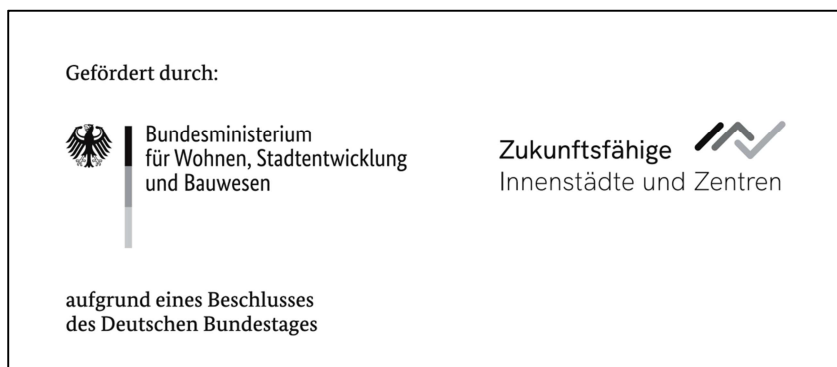 Gefördert durch:
Bundesministerium
für Wohnen, Stadtentwicklung
und Bauwesen
Zukunftsfähige
Innenstädte und Zentren
aufgrund eines Beschlusses
des Deutschen Bundestages